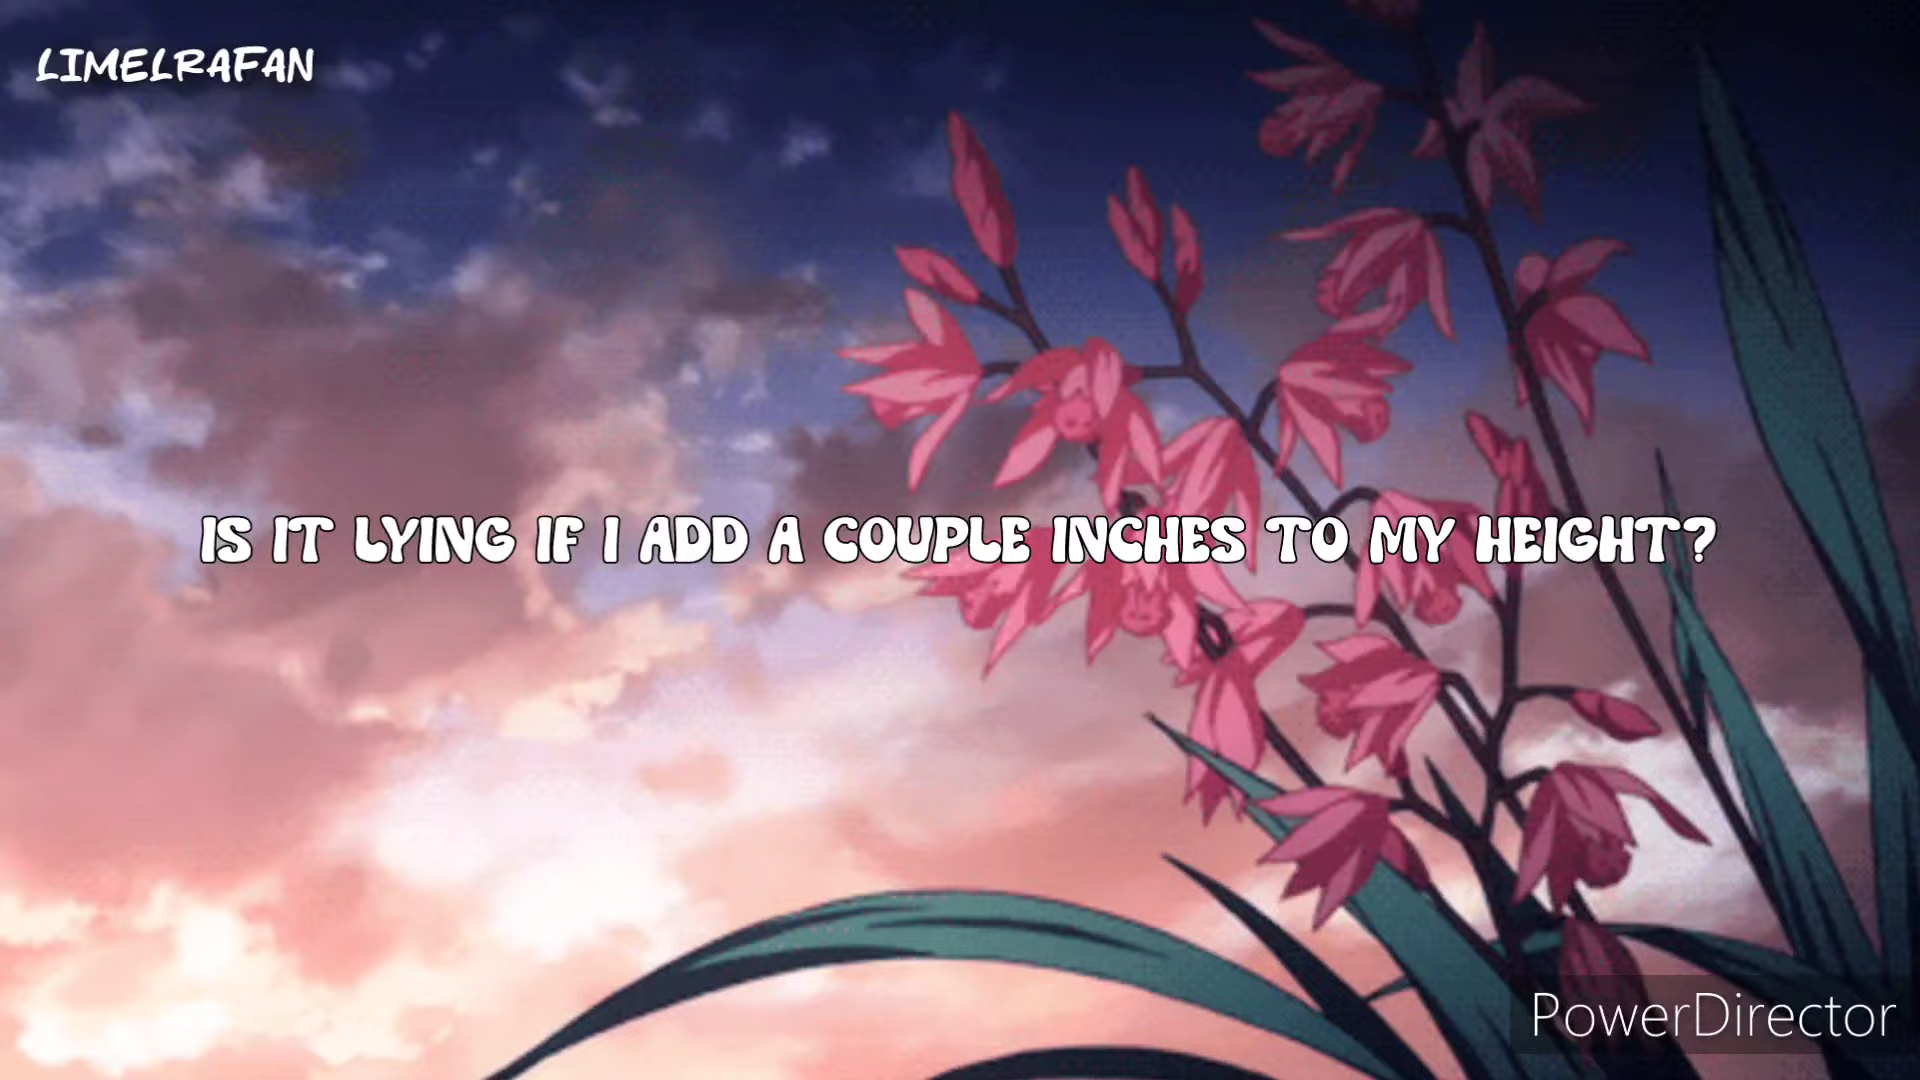 LIMELRAFAN
IS IT LYING IF I ADD A COUPLE INCHES TO MY HEIGHT?
PowerDirector